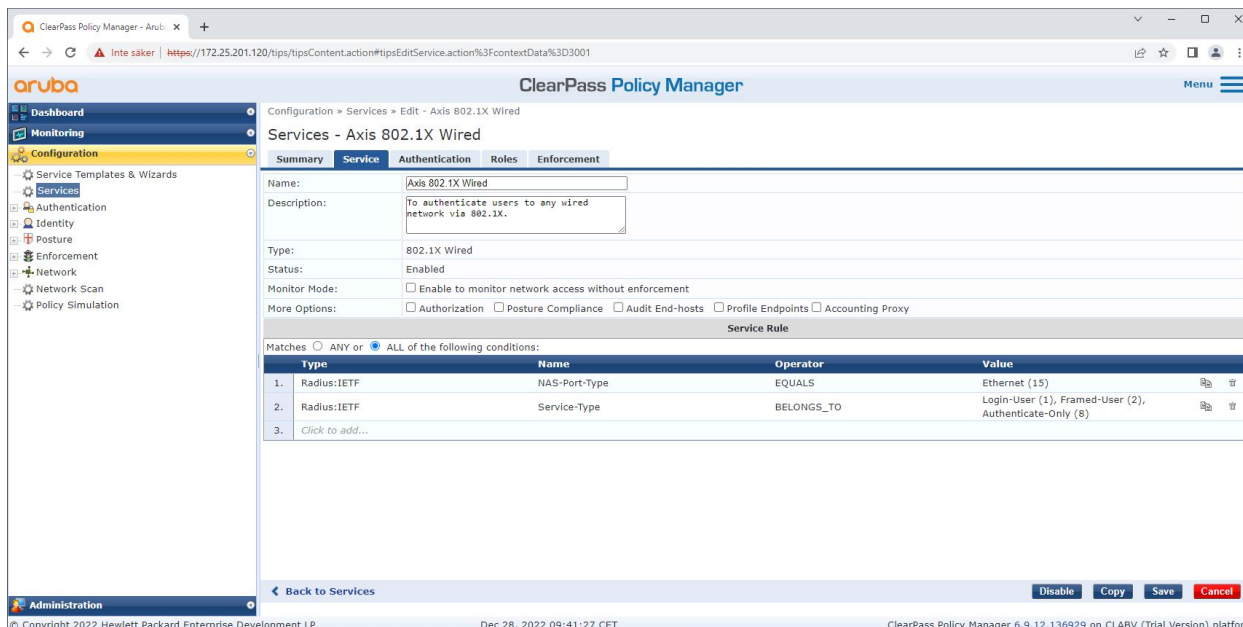 ClearPass Policy Manager - Arub
Inte säker | https://172.25.201.120/tips/tipsContent.action#tipsEditService.action%3FcontextData%3D3001
aruba
ClearPass Policy Manager
Menu
Dashboard
Monitoring
Configuration
Service Templates & Wizards
Services
Authentication
Identity
Posture
Enforcement
Network
Network Scan
Policy Simulation
Administration
Configuration » Services » Edit - Axis 802.1X Wired
Services - Axis 802.1X Wired
Summary Service Authentication Roles Enforcement
Name: Axis 802.1X Wired
Description: To authenticate users to any wired
network via 802.1X.
Type: 802.1X Wired
Status: Enabled
Monitor Mode: Enable to monitor network access without enforcement
More Options: Authorization Posture Compliance Audit End-hosts Profile Endpoints Accounting Proxy
Service Rule
Matches ANY or ALL of the following conditions:
Type Name Operator Value
1. Radius:IETF NAS-Port-Type EQUALS Ethernet (15)
2. Radius:IETF Service-Type BELONGS_TO Login-User (1), Framed-User (2),
Authenticate-Only (8)
3. Click to add...
Back to Services Disable Copy Save Cancel
© Copyright 2022 Hewlett Packard Enterprise Development LP Dec 28, 2022 09:41:27 CET ClearPass Policy Manager 6.9.12.136929 on CLABV (Trial Version) platfor